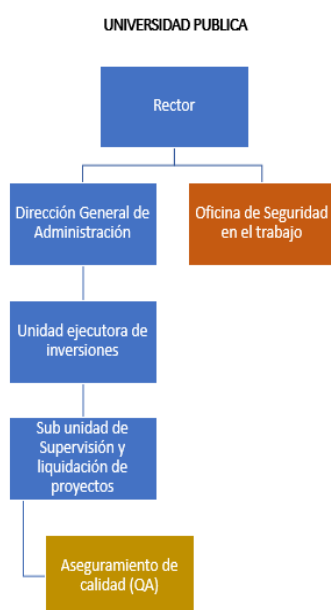 UNIVERSIDAD PUBLICA
Rector
Dirección General de
Administración
Oficina de Seguridad
en el trabajo
Unidad ejecutora de
inversiones
Sub unidad de
Supervisión y
liquidación de
proyectos
Aseguramiento de
calidad (QA)